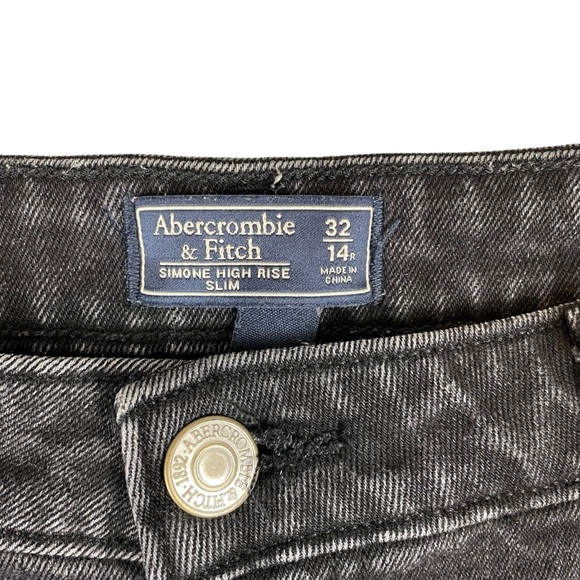 Abercrombie
& Fitch
SIMONE HIGH RISE
SLIM
32
14R
MADE IN
CHINA
ABERCROMBIE & FITCH · 1892 ·